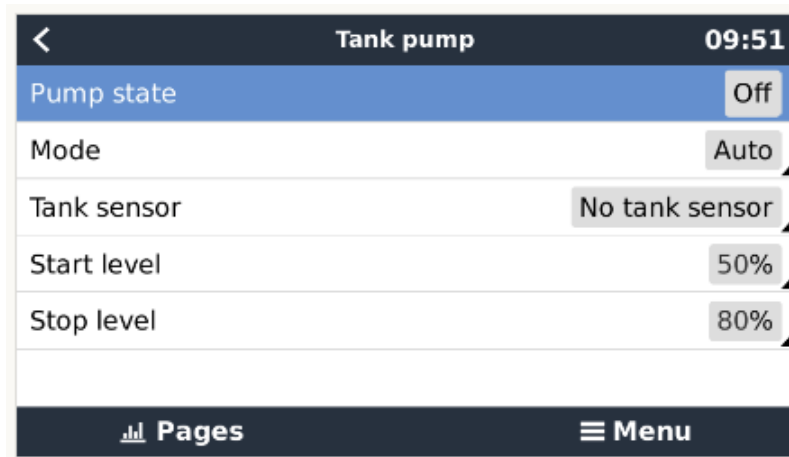 Tank pump 09:51
Pump state Off
Mode Auto
Tank sensor No tank sensor
Start level 50%
Stop level 80%
Pages Menu